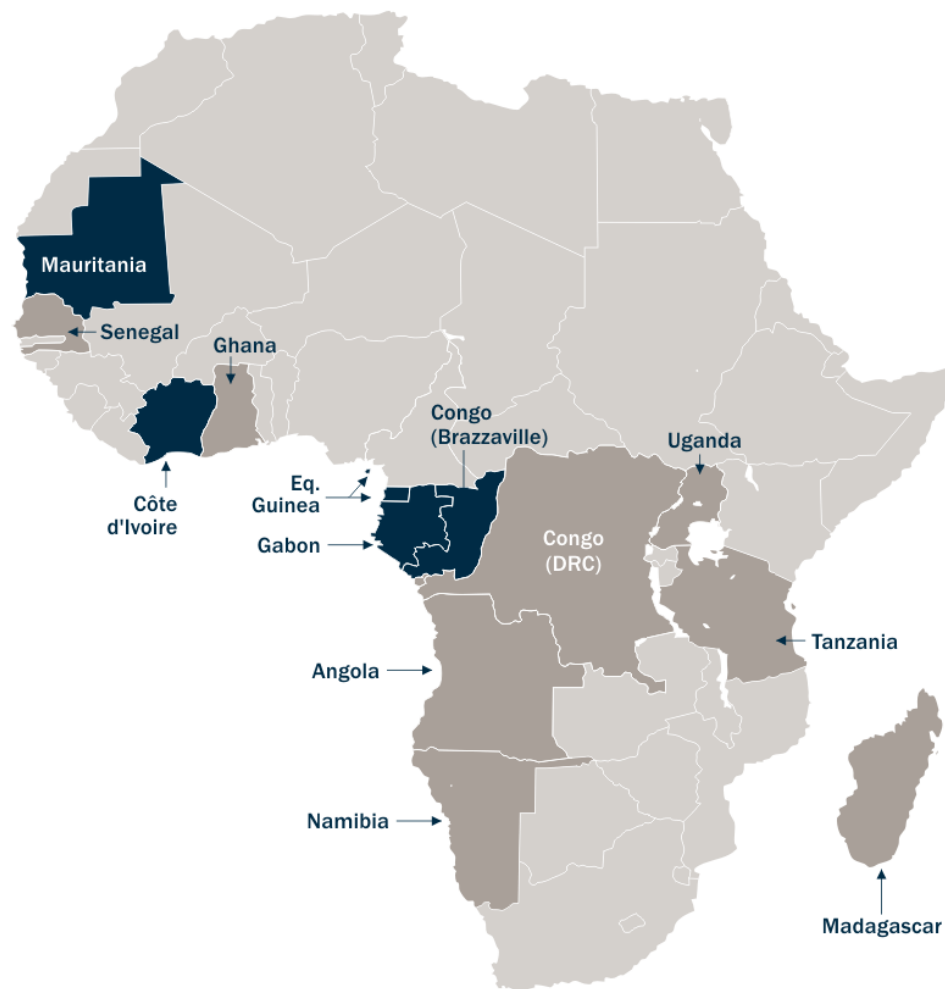 Mauritania
Senegal
Ghana
Congo
(Brazzaville)
Uganda
Eq.
Guinea
Côte
d'Ivoire
Gabon
Congo
(DRC)
Tanzania
Angola
Namibia
Madagascar